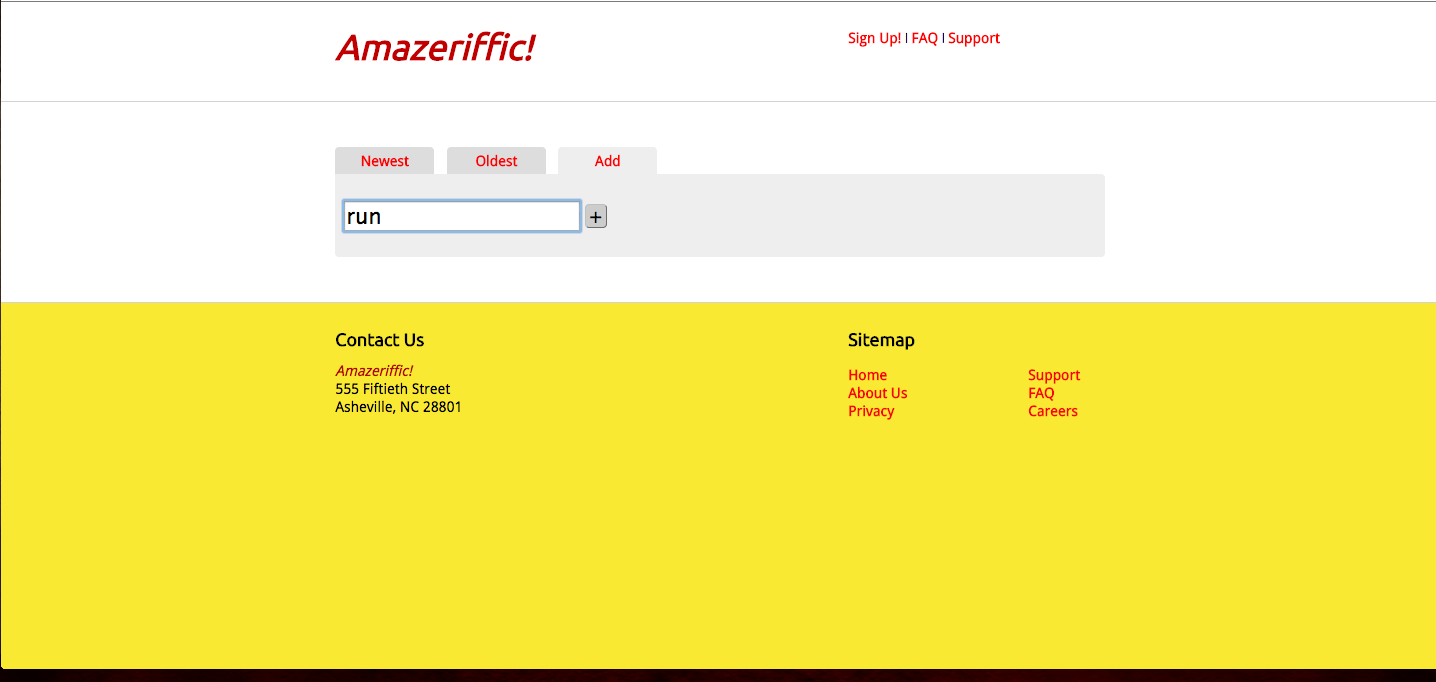 Amazeriffic!
Sign Up! | FAQ | Support
Newest Oldest Add
run +
Contact Us
Amazeriffic!
555 Fiftieth Street
Asheville, NC 28801
Sitemap
Home
About Us
Privacy
Support
FAQ
Careers